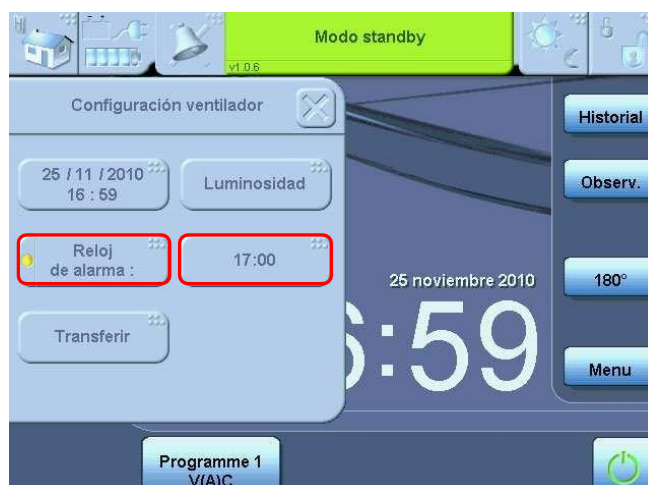 Modo standby
v1.0.6
Configuración ventilador
Historial
25 / 11 / 2010
16 : 59
Luminosidad
Observ.
Reloj
de alarma :
17:00
25 noviembre 2010
180°
6:59
Transferir
Menu
Programme 1
V(A)C